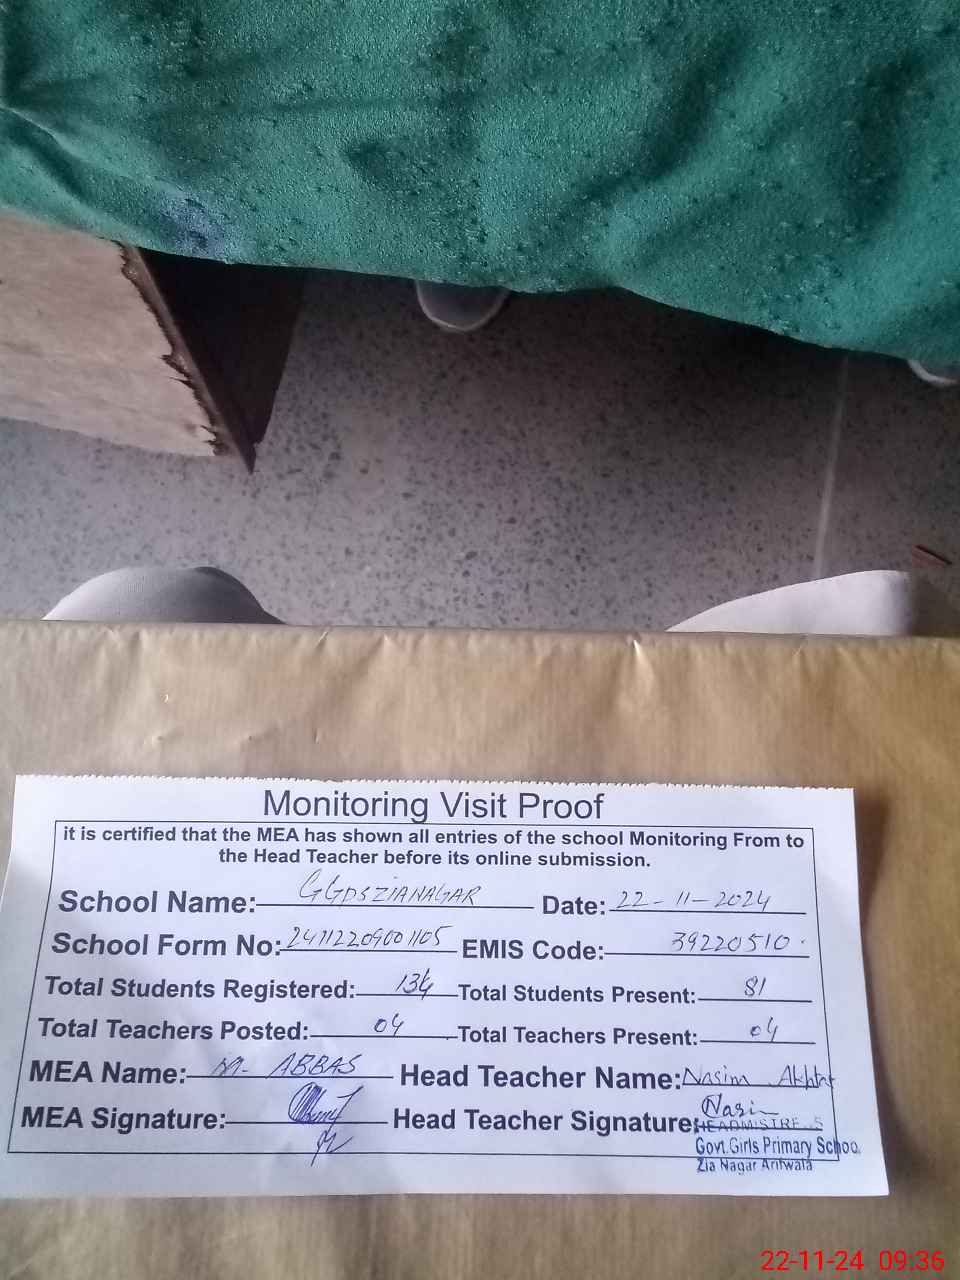 Monitoring Visit Proof
it is certified that the MEA has shown all entries of the school Monitoring From to
the Head Teacher before its online submission.
School Name: GGPS ZIANAGAR Date: 22-11-2024
School Form No: 24112209001105 EMIS Code: 39220510.
Total Students Registered: 134 Total Students Present: 81
Total Teachers Posted: 04 Total Teachers Present: 04
MEA Name: M- ABBAS Head Teacher Name: Nasim Akhtar
MEA Signature: Head Teacher Signature: Nasim
Govt.Girls Primary School
Zia Nagar Arifwala
22-11-24 09:36